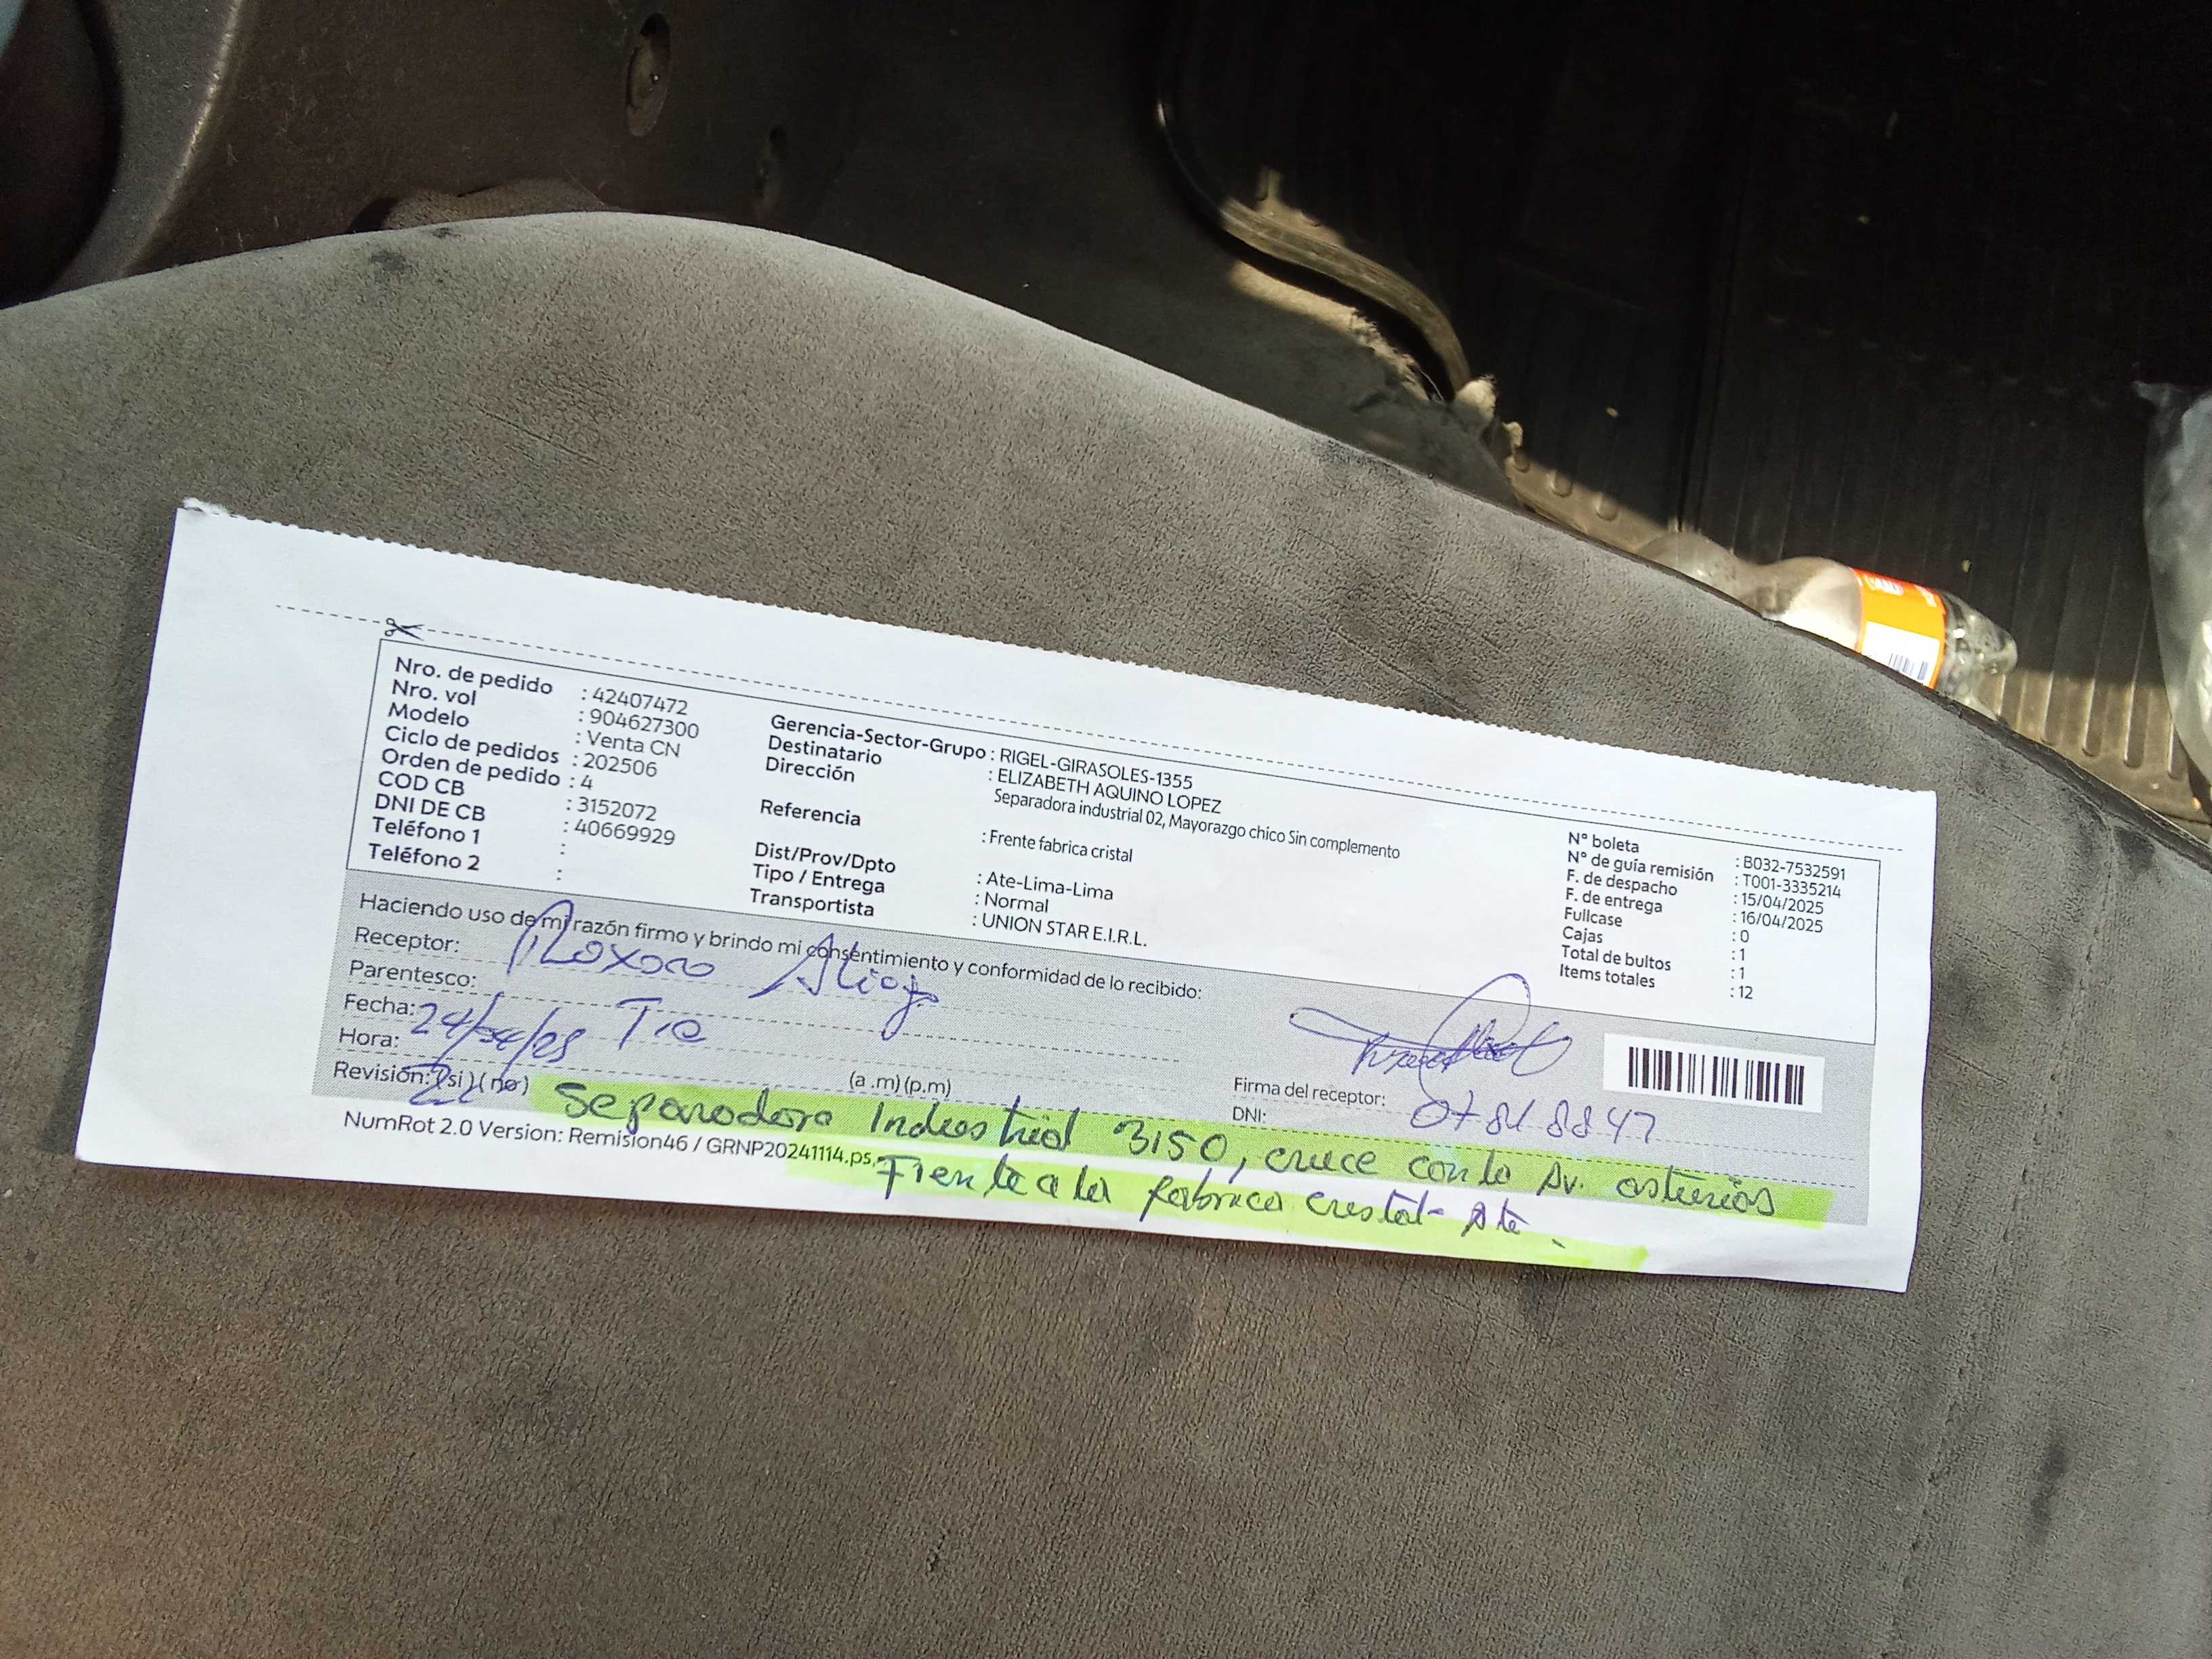 Nro. de pedido : 42407472
Nro. vol : 904627300
Modelo : Venta CN
Ciclo de pedidos : 202506
Orden de pedido : 4
COD CB : 3152072
DNI DE CB : 40669929
Teléfono 1 :
Teléfono 2 :
Gerencia-Sector-Grupo : RIGEL-GIRASOLES-1355
Destinatario : ELIZABETH AQUINO LOPEZ
Dirección Separadora industrial 02, Mayorazgo chico Sin complemento
Referencia : Frente fabrica cristal
Dist/Prov/Dpto : Ate-Lima-Lima
Tipo / Entrega : Normal
Transportista : UNION STAR E.I.R.L.
N° boleta : B032-7532591
N° de guía remisión : T001-3335214
F. de despacho : 15/04/2025
F. de entrega : 16/04/2025
Fullcase : 0
Cajas : 1
Total de bultos : 1
Items totales : 12
Haciendo uso de mi razón firmo y brindo mi consentimiento y conformidad de lo recibido:
Receptor:
Parentesco: Tia
Fecha: 24/04/25
Hora: (a .m) (p.m)
Revisión: (si) (no)
Firma del receptor:
DNI:
Separadora Industrial 3150, cruce con la Av. asturias
NumRot 2.0 Version: Remision46 / GRNP20241114.ps,
Frente a la fabrica cristal - Ate